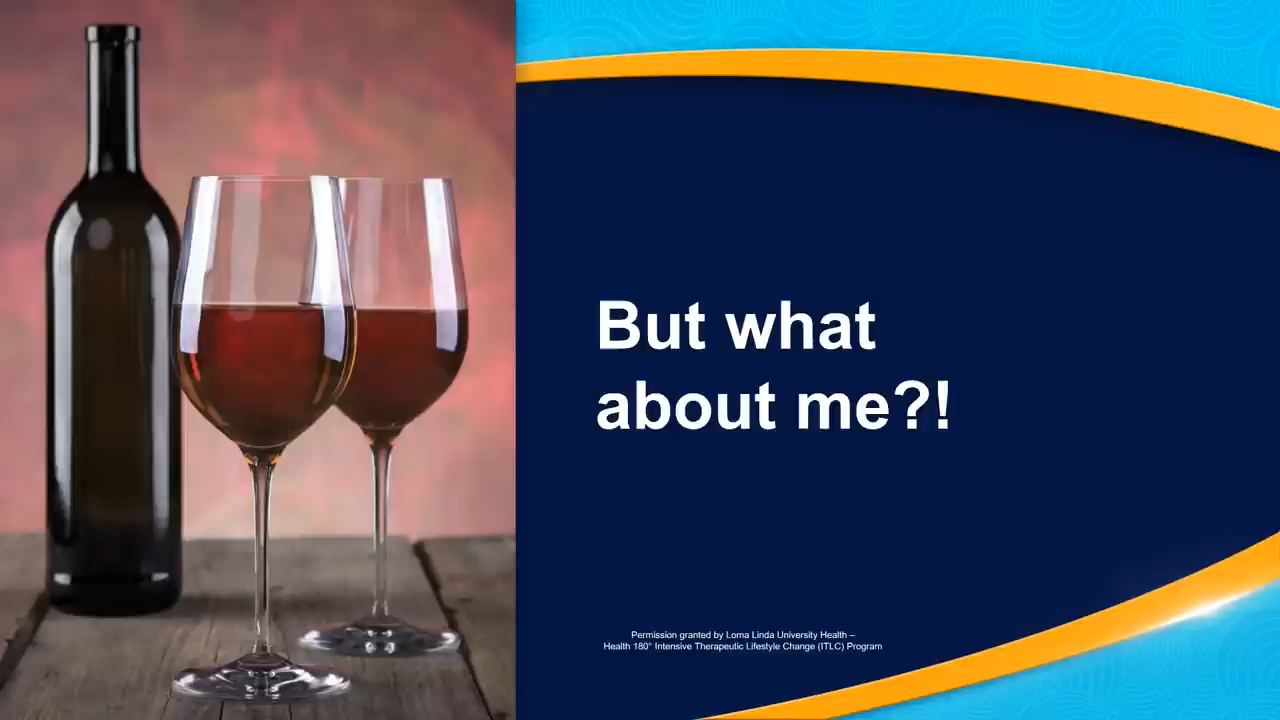 But what
about me?!
Permission granted by Loma Linda University Health –
Health 180° Intensive Therapeutic Lifestyle Change (ITLC) Program